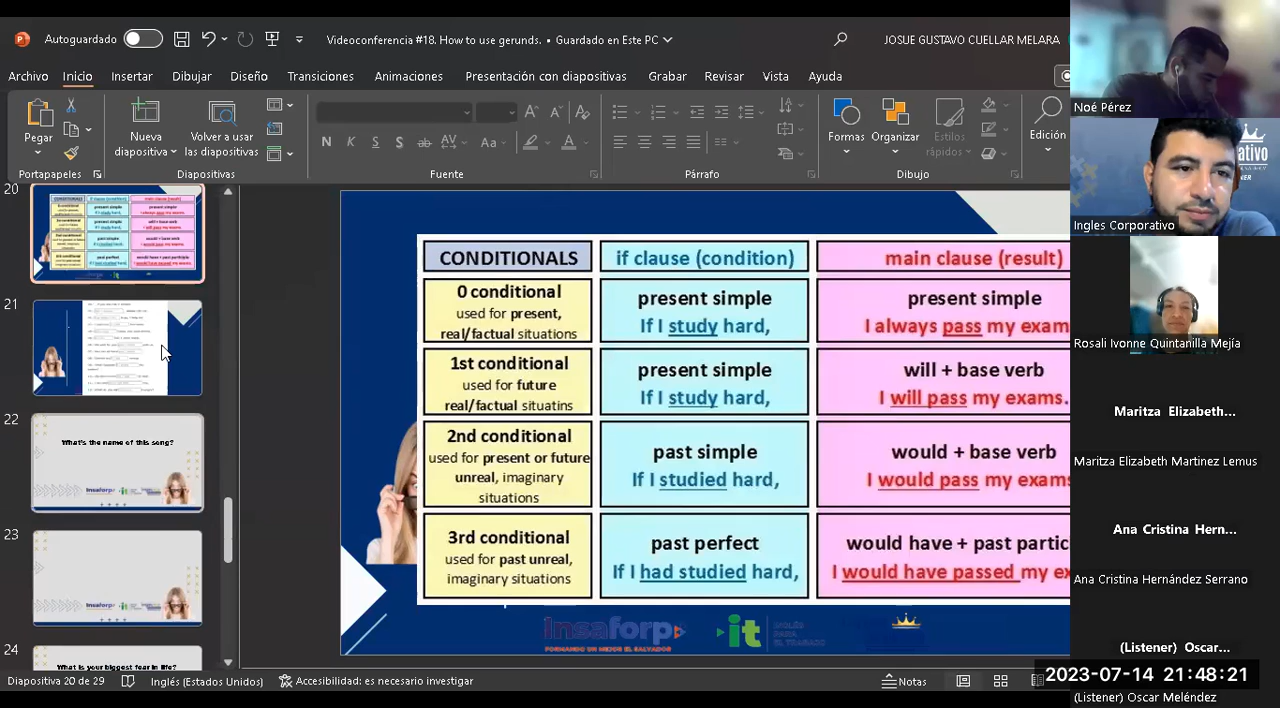 Autoguardado
Videoconferencia #18. How to use gerunds. • Guardado en Este PC
JOSUE GUSTAVO CUELLAR MELARA
Archivo Inicio Insertar Dibujar Diseño Transiciones Animaciones Presentación con diapositivas Grabar Revisar Vista Ayuda
Pegar
Nueva diapositiva
Volver a usar las diapositivas
N K S S ab AV Aa A
Formas
Organizar
Estilos rápidos
Edición
Portapapeles
Diapositivas
Fuente
Párrafo
Dibujo
20
21
22
What's the name of this song?
23
24
What is your biggest fear in life?
CONDITIONALS
if clause (condition)
main clause (result)
0 conditional
used for present,
real/factual situations
present simple
If I study hard,
present simple
I always pass my exam
1st conditional
used for future
real/factual situatins
present simple
If I study hard,
will + base verb
I will pass my exams.
2nd conditional
used for present or future
unreal, imaginary
situations
past simple
If I studied hard,
would + base verb
I would pass my exams
3rd conditional
used for past unreal,
imaginary situations
past perfect
If I had studied hard,
would have + past partic
I would have passed my ex
Insaforp
FORMANDO UN MEJOR EL SALVADOR
it
INGLÉS
PARA
EL TRABAJO
Diapositiva 20 de 29
Inglés (Estados Unidos)
Accesibilidad: es necesario investigar
Notas
Noé Pérez
ativo
Ingles Corporativo
Rosali Ivonne Quintanilla Mejía
Maritza Elizabeth...
Maritza Elizabeth Martinez Lemus
Ana Cristina Hern...
Ana Cristina Hernández Serrano
(Listener) Oscar...
2023-07-14 21:48:21
(Listener) Oscar Meléndez